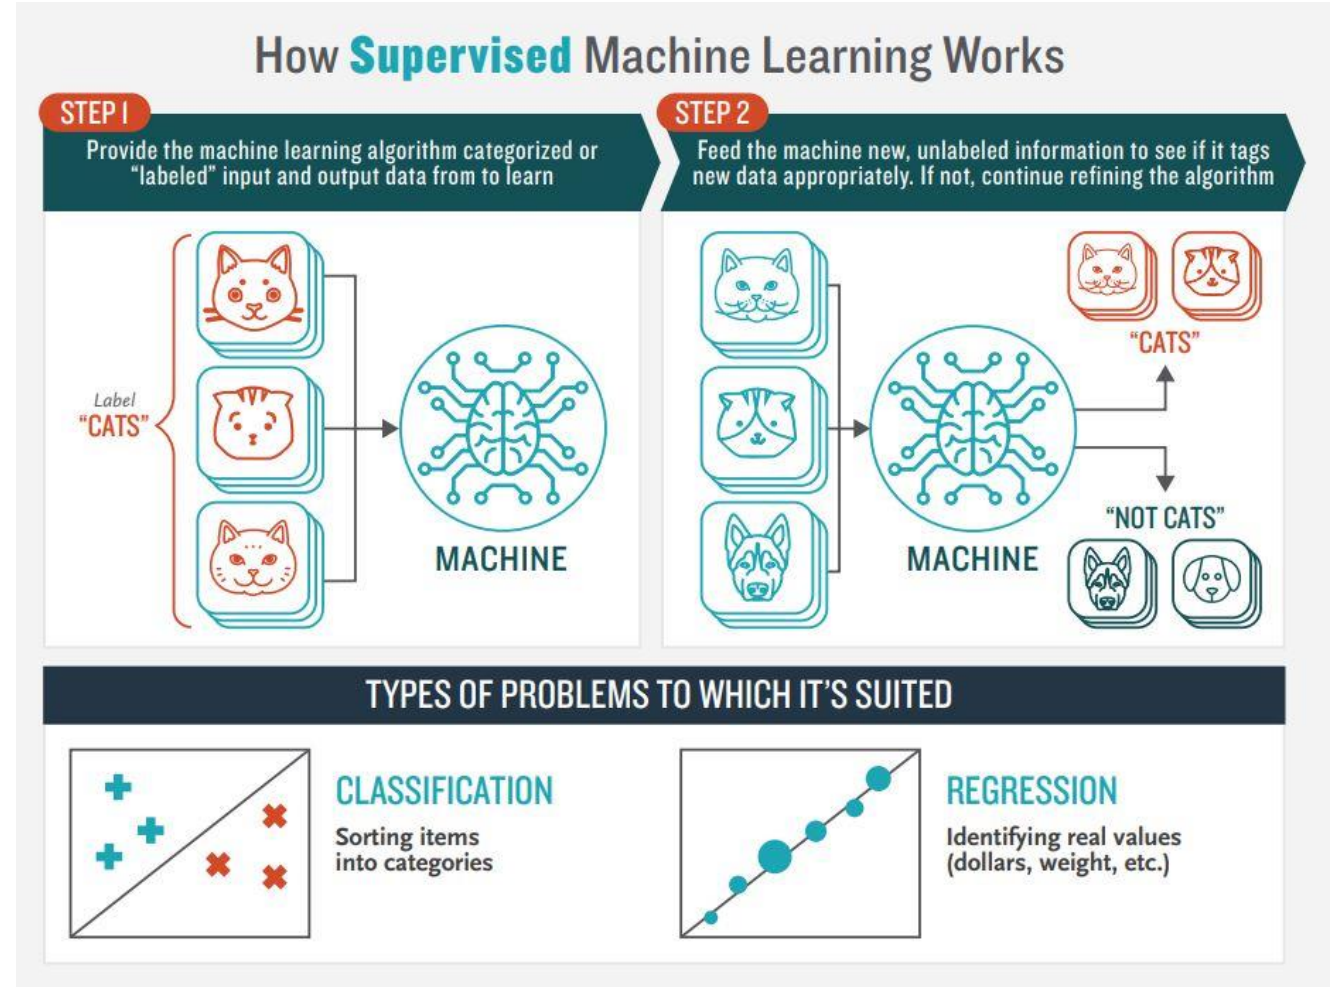 How Supervised Machine Learning Works
STEP 1
Provide the machine learning algorithm categorized or
“labeled” input and output data from to learn
STEP 2
Feed the machine new, unlabeled information to see if it tags
new data appropriately. If not, continue refining the algorithm
Label
“CATS”
MACHINE
MACHINE
“CATS”
“NOT CATS”
TYPES OF PROBLEMS TO WHICH IT’S SUITED
CLASSIFICATION
Sorting items
into categories
REGRESSION
Identifying real values
(dollars, weight, etc.)